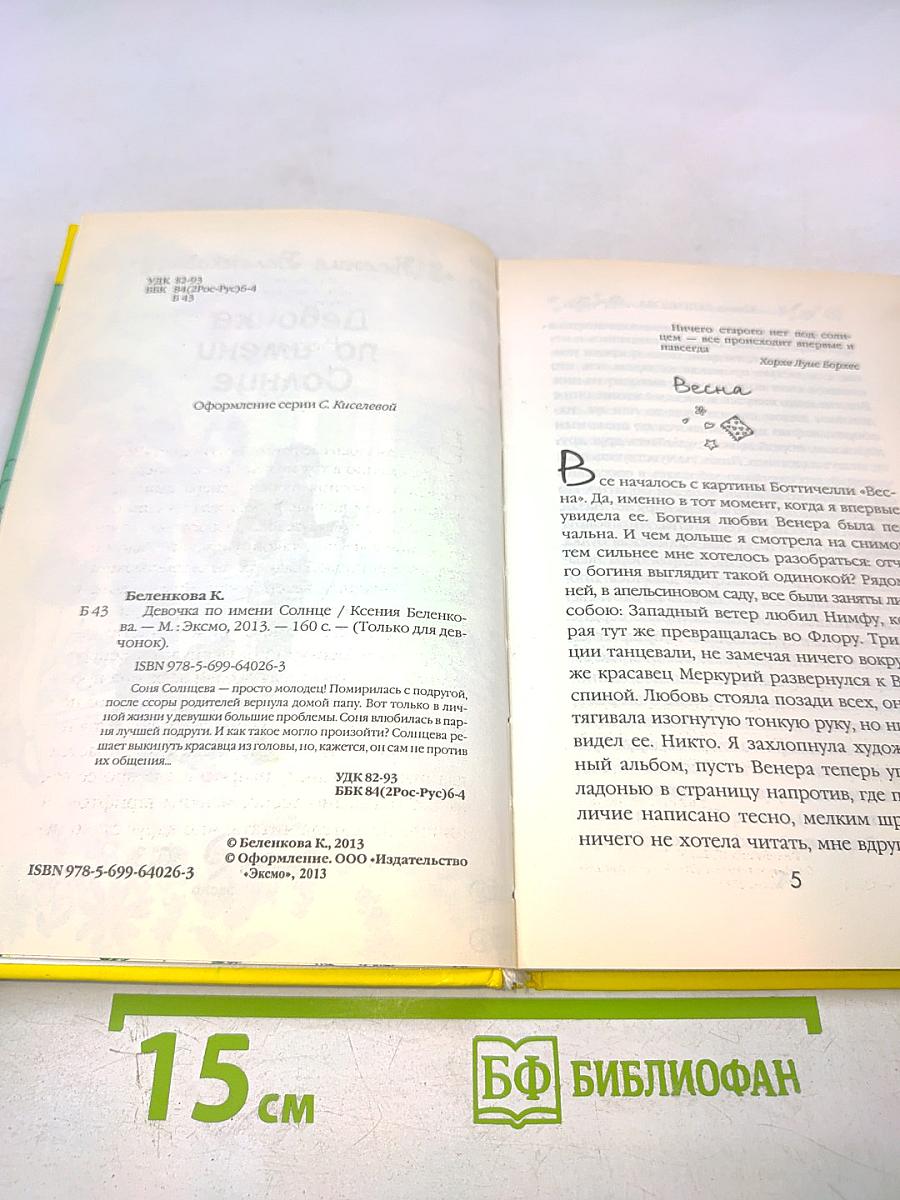 УДК 82-93
ББК 84(2Рос-Рус)6-4
Б 43
Оформление серии С. Киселевой
Беленкова К.
Б 43 Девочка по имени Солнце / Ксения Беленко-
ва. — М. : Эксмо, 2013. — 160 с. — (Только для дев-
чонок).
ISBN 978-5-699-64026-3
Соня Солнцева — просто молодец! Помирилась с подругой,
после ссоры родителей вернула домой папу. Вот только в лич-
ной жизни у девушки большие проблемы. Соня влюбилась в пар-
ня лучшей подруги. И как такое могло произойти? Солнцева ре-
шает выкинуть красавца из головы, но, кажется, он сам не против
их общения...
УДК 82-93
ББК 84(2Рос-Рус)6-4
© Беленкова К., 2013
© Оформление. ООО «Издательство
«Эксмо», 2013
ISBN 978-5-699-64026-3
Ничего старого нет под солн-
цем — все происходит впервые и
навсегда
Хорхе Луис Борхес
Весна
Все началось с картины Боттичелли «Вес-
на». Да, именно в тот момент, когда я впервые
увидела ее. Богиня любви Венера была пе-
чальна. И чем дольше я смотрела на снимо
тем сильнее мне хотелось разобраться: отч
го богиня выглядит такой одинокой? Рядом
ней, в апельсиновом саду, все были заняты ли
собою: Западный ветер любил Нимфу, ко
рая тут же превращалась во Флору. Три
ции танцевали, не замечая ничего вокру
же красавец Меркурий развернулся к В
спиной. Любовь стояла позади всех, он
тягивала изогнутую тонкую руку, но ни
видел ее. Никто. Я захлопнула худож
ный альбом, пусть Венера теперь уп
ладонью в страницу напротив, где п
личие написано тесно, мелким шр
ничего не хотела читать, мне вдруг
5
15 см
БФ БИБЛИОФАН